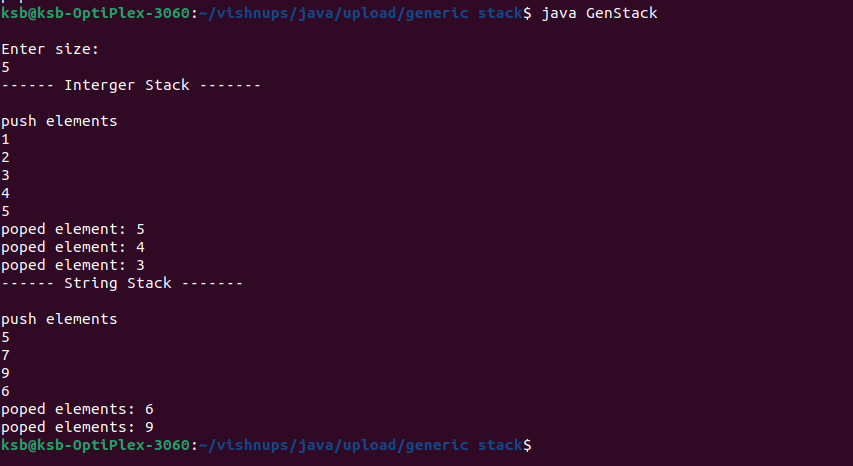 ksb@ksb-OptiPlex-3060:~/vishnups/java/upload/generic stack$ java GenStack
Enter size:
5
------ Interger Stack -------
push elements
1
2
3
4
5
poped element: 5
poped element: 4
poped element: 3
------ String Stack -------
push elements
5
7
9
6
poped elements: 6
poped elements: 9
ksb@ksb-OptiPlex-3060:~/vishnups/java/upload/generic stack$